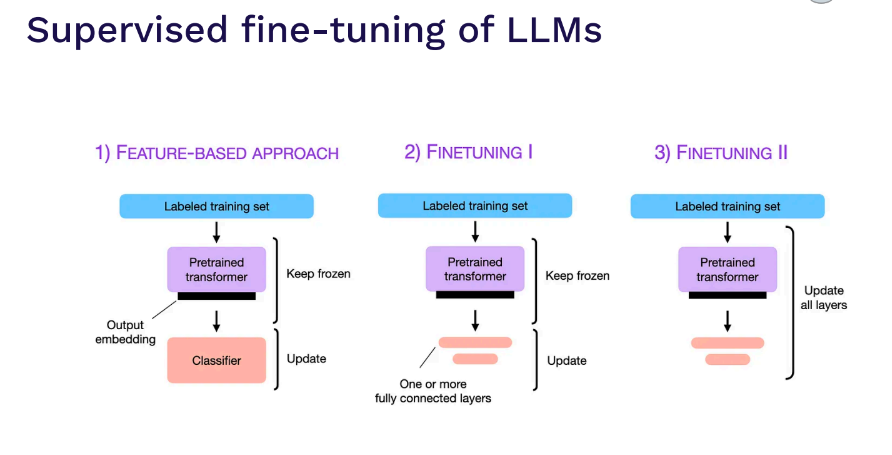 Supervised fine-tuning of LLMs
1) FEATURE-BASED APPROACH
Labeled training set
Pretrained
transformer
Keep frozen
Output
embedding
Classifier
Update
2) FINETUNING I
Labeled training set
Pretrained
transformer
Keep frozen
Update
One or more
fully connected layers
3) FINETUNING II
Labeled training set
Pretrained
transformer
Update
all layers